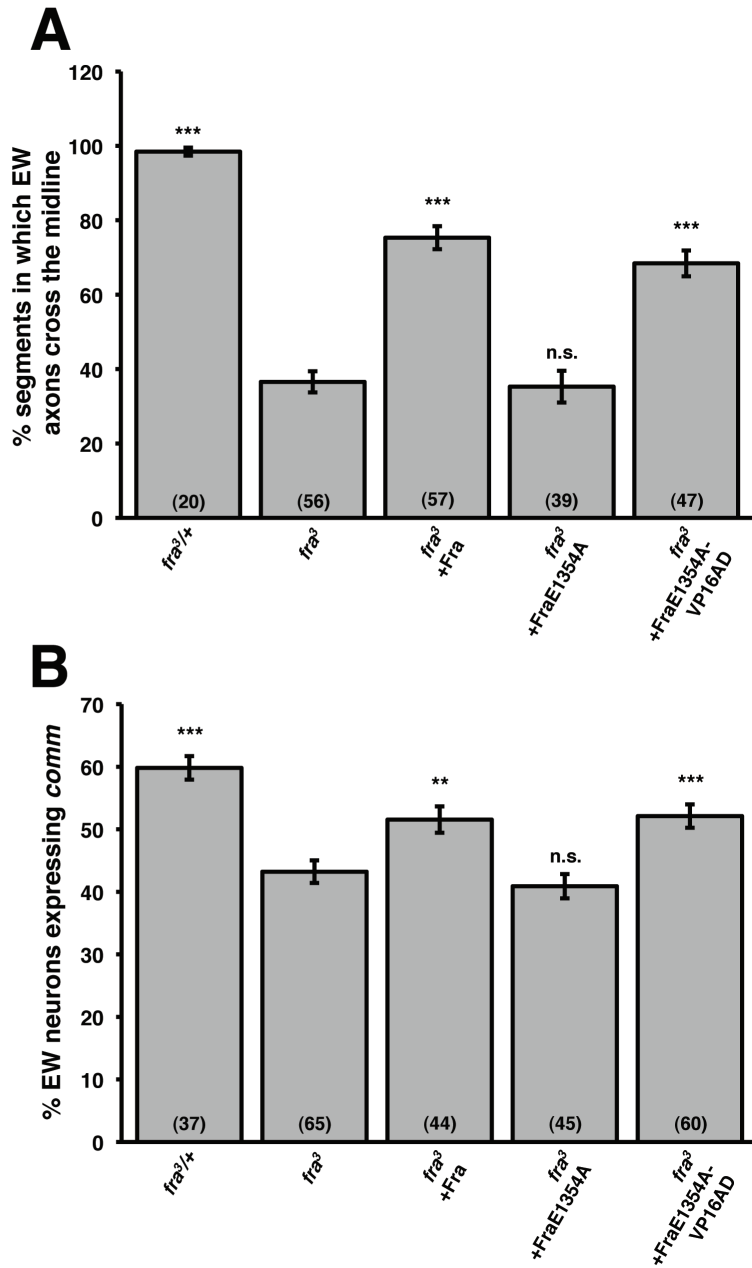 A
% segments in which EW
axons cross the midline
120
100
80
60
40
20
0
***
***
n.s.
***
(20)
(56)
(57)
(39)
(47)
fra³/+
fra³
fra³
+Fra
fra³
+FraE1354A
fra³
+FraE1354A-
VP16AD
B
% EW neurons expressing comm
70
60
50
40
30
20
10
0
***
**
n.s.
***
(37)
(65)
(44)
(45)
(60)
fra³/+
fra³
fra³
+Fra
fra³
+FraE1354A
fra³
+FraE1354A-
VP16AD